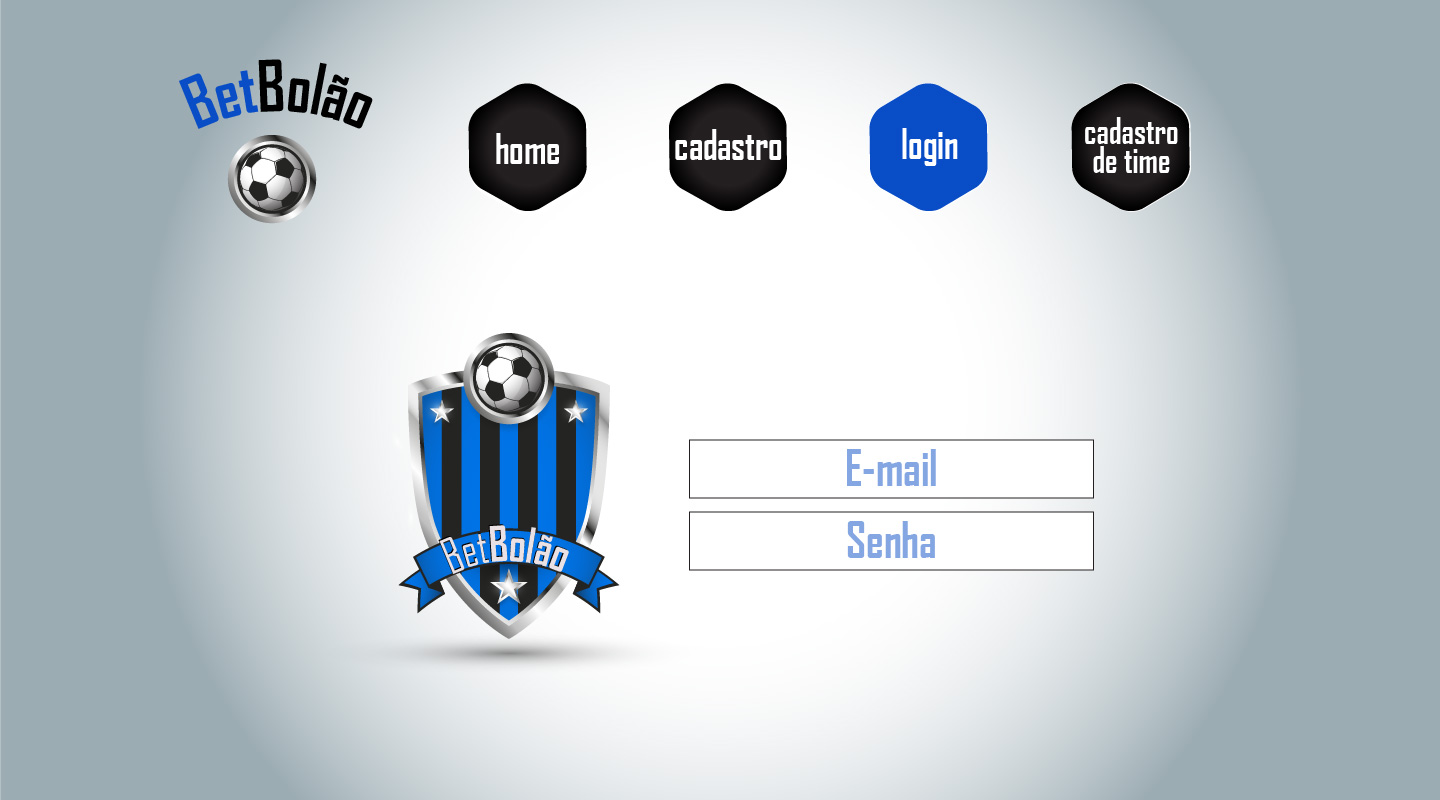 BetBolão
home
cadastro
login
cadastro
de time
E-mail
Senha
BetBolão